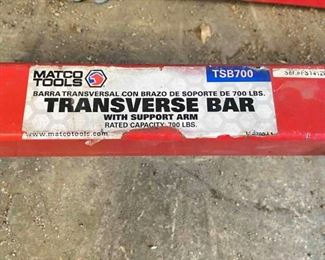 MATCO
TOOLS
TSB700
BARRA TRANSVERSAL CON BRAZO DE SOPORTE DE 700 LBS.
TRANSVERSE BAR
WITH SUPPORT ARM
RATED CAPACITY: 700 LBS.
www.matcotools.com